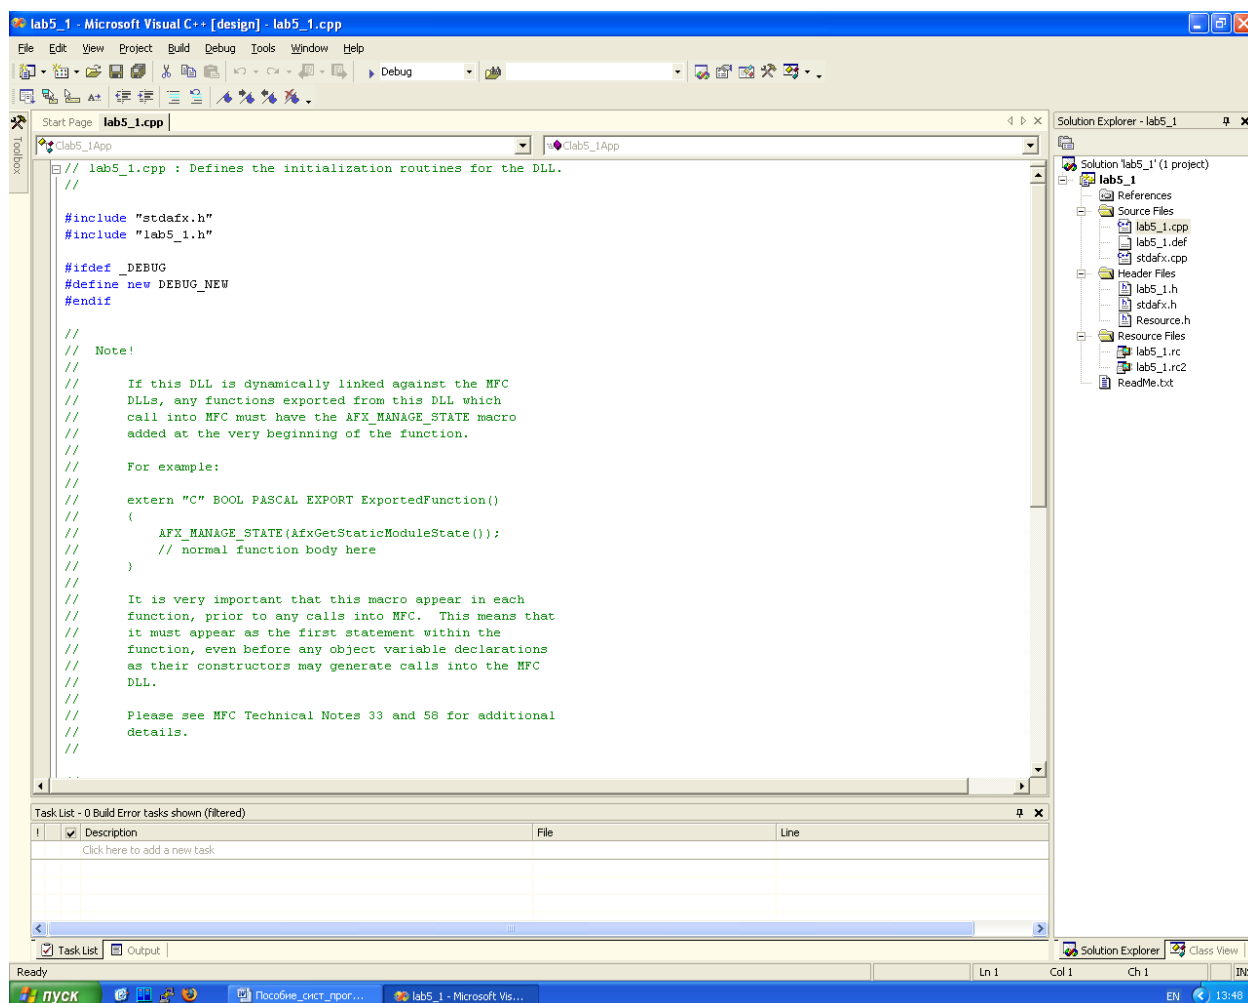 lab5_1 - Microsoft Visual C++ [design] - lab5_1.cpp
File Edit View Project Build Debug Tools Window Help
Debug
Toolbox
Start Page lab5_1.cpp
Clab5_1App Clab5_1App
// lab5_1.cpp : Defines the initialization routines for the DLL.
//
#include "stdafx.h"
#include "lab5_1.h"
#ifdef _DEBUG
#define new DEBUG_NEW
#endif
//
// Note!
//
// If this DLL is dynamically linked against the MFC
// DLLs, any functions exported from this DLL which
// call into MFC must have the AFX_MANAGE_STATE macro
// added at the very beginning of the function.
//
// For example:
//
// extern "C" BOOL PASCAL EXPORT ExportedFunction()
// {
// AFX_MANAGE_STATE(AfxGetStaticModuleState());
// // normal function body here
// }
//
// It is very important that this macro appear in each
// function, prior to any calls into MFC. This means that
// it must appear as the first statement within the
// function, even before any object variable declarations
// as their constructors may generate calls into the MFC
// DLL.
//
// Please see MFC Technical Notes 33 and 58 for additional
// details.
//
Solution Explorer - lab5_1
Solution 'lab5_1' (1 project)
lab5_1
References
Source Files
lab5_1.cpp
lab5_1.def
stdafx.cpp
Header Files
lab5_1.h
stdafx.h
Resource.h
Resource Files
lab5_1.rc
lab5_1.rc2
ReadMe.txt
Task List - 0 Build Error tasks shown (filtered)
! Description File Line
Click here to add a new task
Task List Output
Solution Explorer Class View
Ready Ln 1 Col 1 Ch 1 IN
пуск Пособие_сист_прог... lab5_1 - Microsoft Vis... EN 13:48